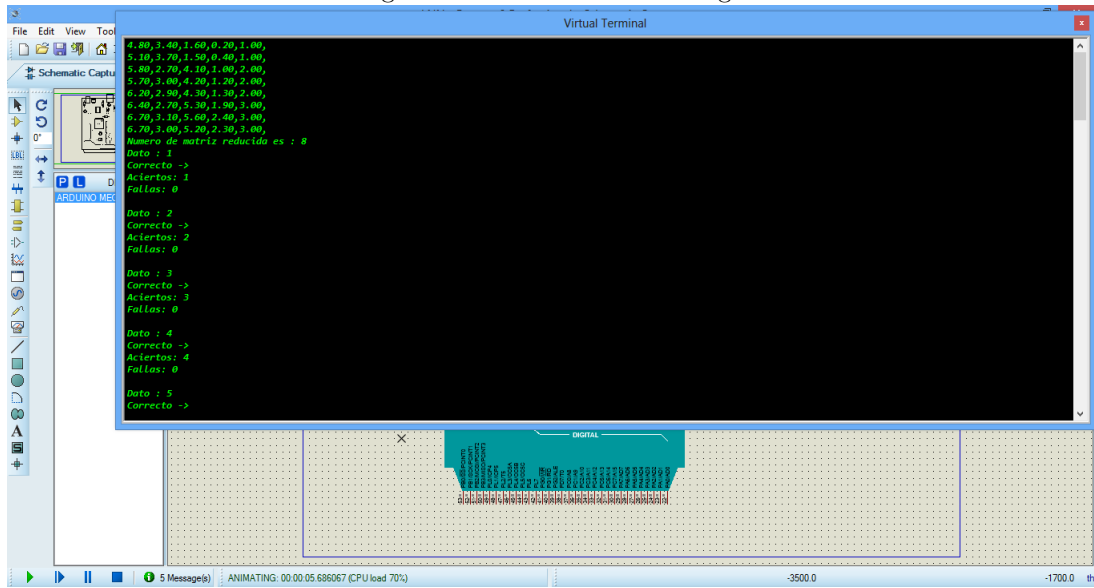 Virtual Terminal
File Edit View Tool
Schematic Captu
4.80,3.40,1.60,0.20,1.00,
5.10,3.70,1.50,0.40,1.00,
5.80,2.70,4.10,1.00,2.00,
5.70,3.00,4.20,1.20,2.00,
6.20,2.90,4.30,1.30,2.00,
6.40,2.70,5.30,1.90,3.00,
6.70,3.10,5.60,2.40,3.00,
6.70,3.00,5.20,2.30,3.00,
Numero de matriz reducida es : 8
Dato : 1
Correcto ->
Aciertos: 1
Fallas: 0
Dato : 2
Correcto ->
Aciertos: 2
Fallas: 0
Dato : 3
Correcto ->
Aciertos: 3
Fallas: 0
Dato : 4
Correcto ->
Aciertos: 4
Fallas: 0
Dato : 5
Correcto ->
0°
P L D
ARDUINO MEG
DIGITAL
5 Message(s)
ANIMATING: 00:00:05.686067 (CPU load 70%)
-3500.0
-1700.0 th